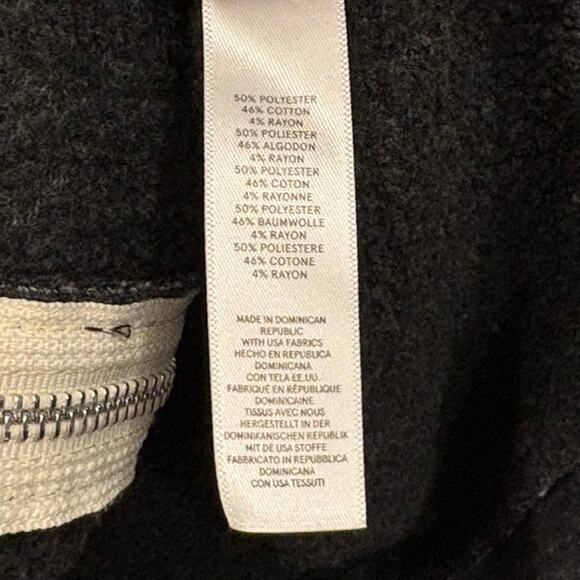 50% POLYESTER
46% COTTON
4% RAYON
50% POLIESTER
46% ALGODON
4% RAYON
50% POLYESTER
46% COTON
4% RAYONNE
50% POLYESTER
46% BAUMWOLLE
4% RAYON
50% POLIESTERE
46% COTONE
4% RAYON
MADE IN DOMINICAN
REPUBLIC
WITH USA FABRICS
HECHO EN REPUBLICA
DOMINICANA
CON TELA EE.UU.
FABRIQUÉ EN RÉPUBLIQUE
DOMINICAINE
TISSUS AVEC NOUS
HERGESTELLT IN DER
DOMINIKANISCHEN REPUBLIK
MIT DE USA STOFFE
FABBRICATO IN REPUBBLICA
DOMINICANA
CON USA TESSUTI